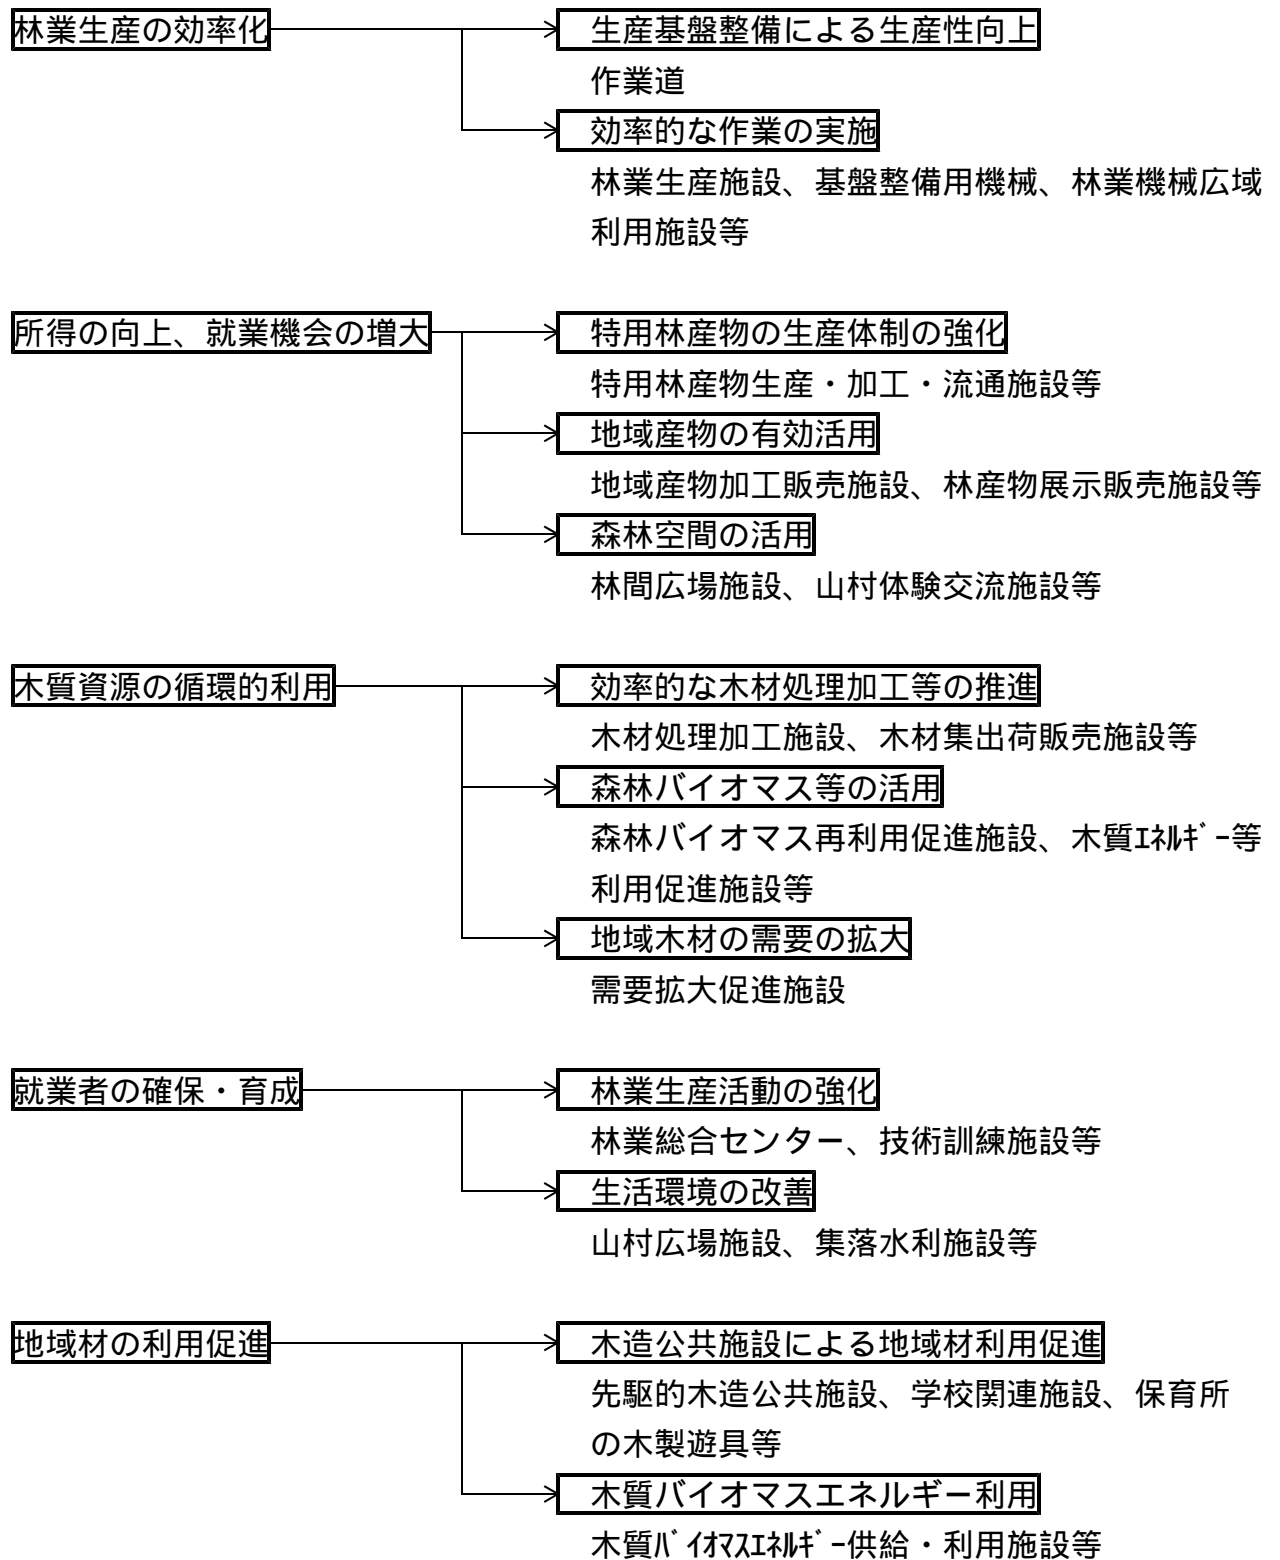 林業生産の効率化
生産基盤整備による生産性向上
作業道
効率的な作業の実施
林業生産施設、基盤整備用機械、林業機械広域
利用施設等
所得の向上、就業機会の増大
特用林産物の生産体制の強化
特用林産物生産・加工・流通施設等
地域産物の有効活用
地域産物加工販売施設、林産物展示販売施設等
森林空間の活用
林間広場施設、山村体験交流施設等
木質資源の循環的利用
効率的な木材処理加工等の推進
木材処理加工施設、木材集出荷販売施設等
森林バイオマス等の活用
森林バイオマス再利用促進施設、木質ｴﾈﾙｷﾞｰ等
利用促進施設等
地域木材の需要の拡大
需要拡大促進施設
就業者の確保・育成
林業生産活動の強化
林業総合センター、技術訓練施設等
生活環境の改善
山村広場施設、集落水利施設等
地域材の利用促進
木造公共施設による地域材利用促進
先駆的木造公共施設、学校関連施設、保育所
の木製遊具等
木質バイオマスエネルギー利用
木質ﾊﾞｲｵﾏｽｴﾈﾙｷﾞｰ供給・利用施設等